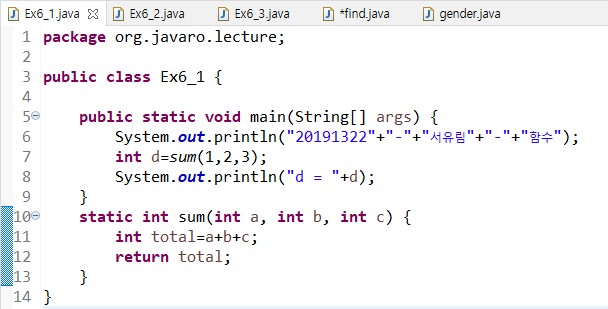 Ex6_1.java Ex6_2.java Ex6_3.java *find.java gender.java
1 package org.javaro.lecture;
2
3 public class Ex6_1 {
4
5 public static void main(String[] args) {
6 System.out.println("20191322"+"-"+"서유림"+"-"+"함수");
7 int d=sum(1,2,3);
8 System.out.println("d = "+d);
9 }
10 static int sum(int a, int b, int c) {
11 int total=a+b+c;
12 return total;
13 }
14 }